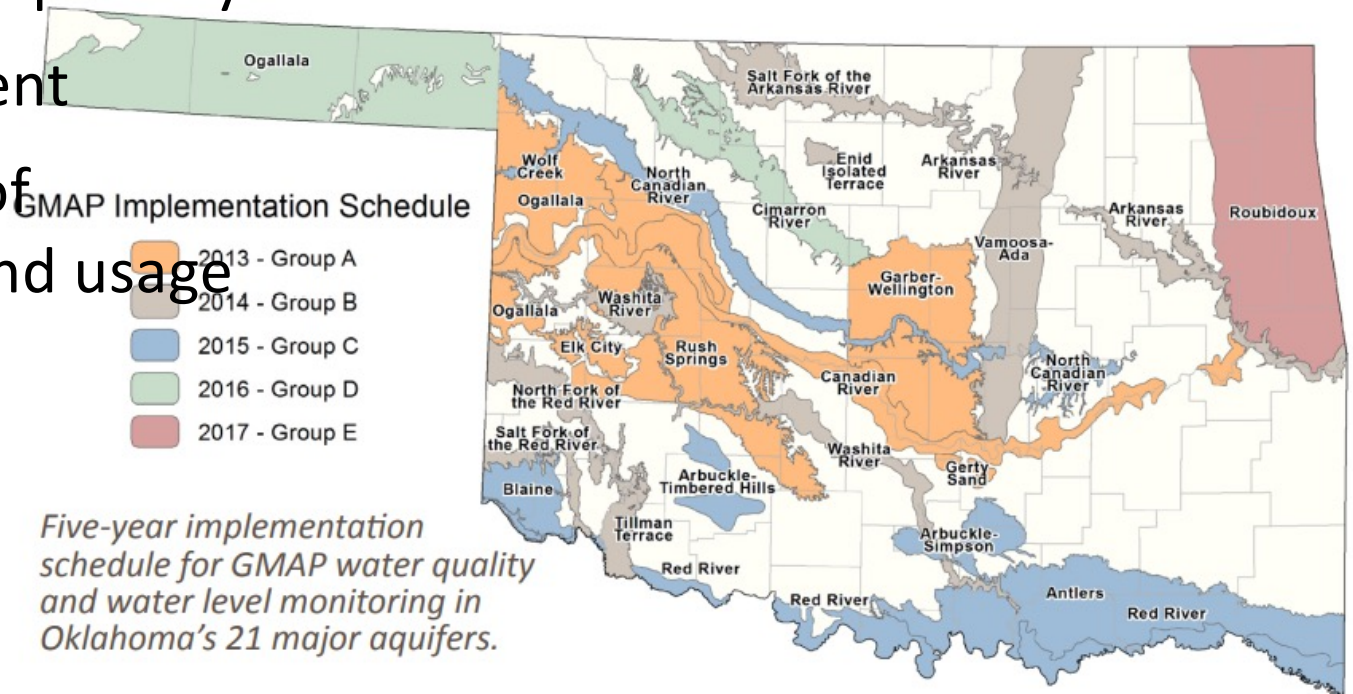 ent
of
nd usage
GMAP Implementation Schedule
2013 - Group A
2014 - Group B
2015 - Group C
2016 - Group D
2017 - Group E
Five-year implementation
schedule for GMAP water quality
and water level monitoring in
Oklahoma's 21 major aquifers.
Ogallala
Salt Fork of the
Arkansas River
Wolf
Creek
Ogallala
North
Canadian
River
Enid
Isolated
Terrace
Arkansas
River
Cimarron
River
Arkansas
River
Roubidoux
Vamoosa-
Ada
Garber-
Wellington
Ogallala
Washita
River
Elk City
Rush
Springs
North Fork of
the Red River
Canadian
River
North
Canadian
River
Salt Fork of
the Red River
Washita
River
Gerty
Sand
Blaine
Arbuckle-
Timbered Hills
Tillman
Terrace
Arbuckle-
Simpson
Red River
Red River
Antlers
Red River